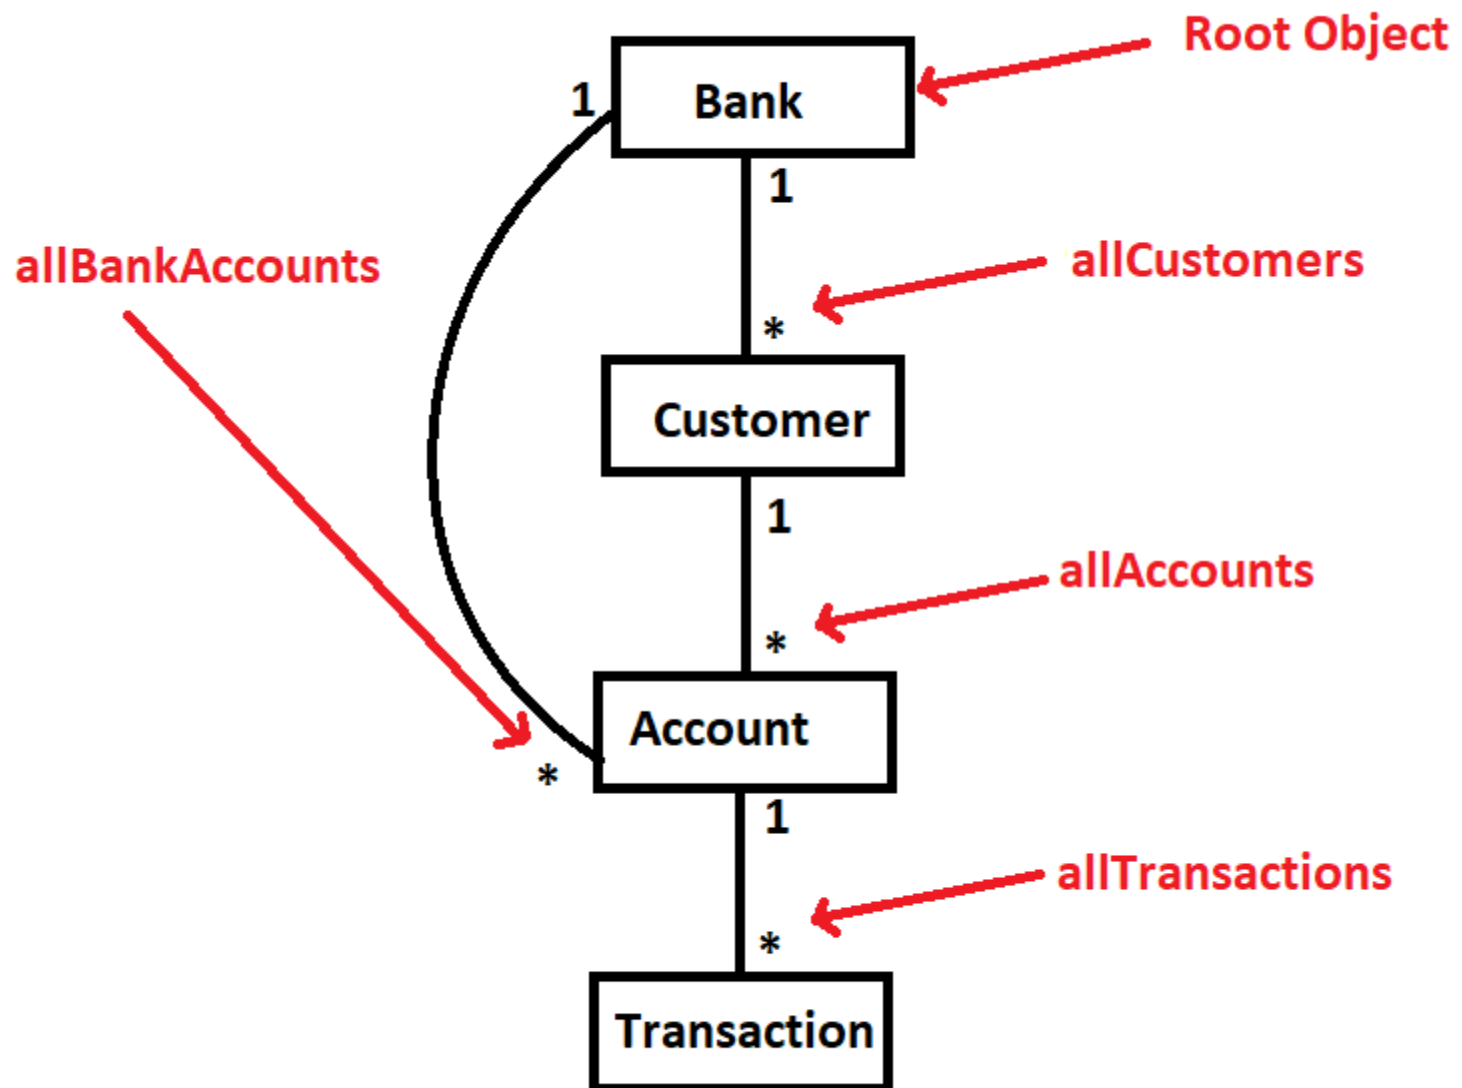 Root Object
1
Bank
1
allBankAccounts
allCustomers
*
Customer
1
allAccounts
*
Account
*
1
allTransactions
*
Transaction